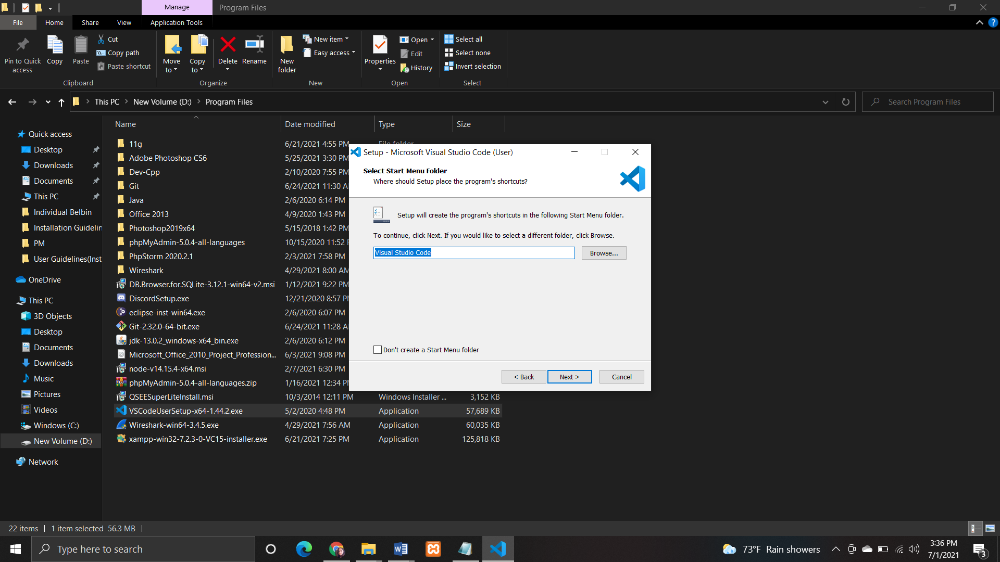 Manage
Program Files
File
Home
Share
View
Application Tools
Pin to Quick access
Copy
Paste
Cut
Copy path
Paste shortcut
Clipboard
Move to
Copy to
Delete
Rename
Organize
New folder
New item
Easy access
New
Properties
Open
Edit
History
Open
Select all
Select none
Invert selection
Select
This PC > New Volume (D:) > Program Files
Search Program Files
Quick access
Desktop
Downloads
Documents
This PC
Individual Belbin
Installation Guidelin
PM
User Guidelines(Inst
OneDrive
This PC
3D Objects
Desktop
Documents
Downloads
Music
Pictures
Videos
Windows (C:)
New Volume (D:)
Network
Name Date modified Type Size
11g 6/21/2021 4:55 PM File folder
Adobe Photoshop CS6 5/25/2021 3:30 PM
Dev-Cpp 2/10/2020 7:55 PM
Git 6/24/2021 11:30 A
Java 2/6/2020 6:14 PM
Office 2013 4/9/2020 1:43 PM
Photoshop2019x64 5/15/2018 1:42 PM
phpMyAdmin-5.0.4-all-languages 10/15/2020 11:52
PhpStorm 2020.2.1 2/3/2021 7:58 PM
Wireshark 4/29/2021 8:00 AM
DB.Browser.for.SQLite-3.12.1-win64-v2.msi 1/12/2021 9:22 PM
DiscordSetup.exe 12/21/2020 8:57 P
eclipse-inst-win64.exe 2/6/2020 6:07 PM
Git-2.32.0-64-bit.exe 6/24/2021 11:28 A
jdk-13.0.2_windows-x64_bin.exe 2/6/2020 6:12 PM
Microsoft_Office_2010_Project_Profession... 6/3/2021 9:08 PM
node-v14.15.4-x64.msi 2/7/2021 6:30 PM
phpMyAdmin-5.0.4-all-languages.zip 1/16/2021 12:34 P
QSEESuperLiteInstall.msi 10/3/2014 12:11 PM Windows Installer ... 3,152 KB
VSCodeUserSetup-x64-1.44.2.exe 5/2/2020 4:48 PM Application 57,689 KB
Wireshark-win64-3.4.5.exe 4/29/2021 7:56 AM Application 60,035 KB
xampp-win32-7.2.3-0-VC15-installer.exe 6/21/2021 7:25 PM Application 125,818 KB
Setup - Microsoft Visual Studio Code (User)
Select Start Menu Folder
Where should Setup place the program's shortcuts?
Setup will create the program's shortcuts in the following Start Menu folder.
To continue, click Next. If you would like to select a different folder, click Browse.
Visual Studio Code
Browse...
Don't create a Start Menu folder
< Back
Next >
Cancel
22 items
1 item selected 56.3 MB
Type here to search
73°F Rain showers
3:36 PM
7/1/2021
3